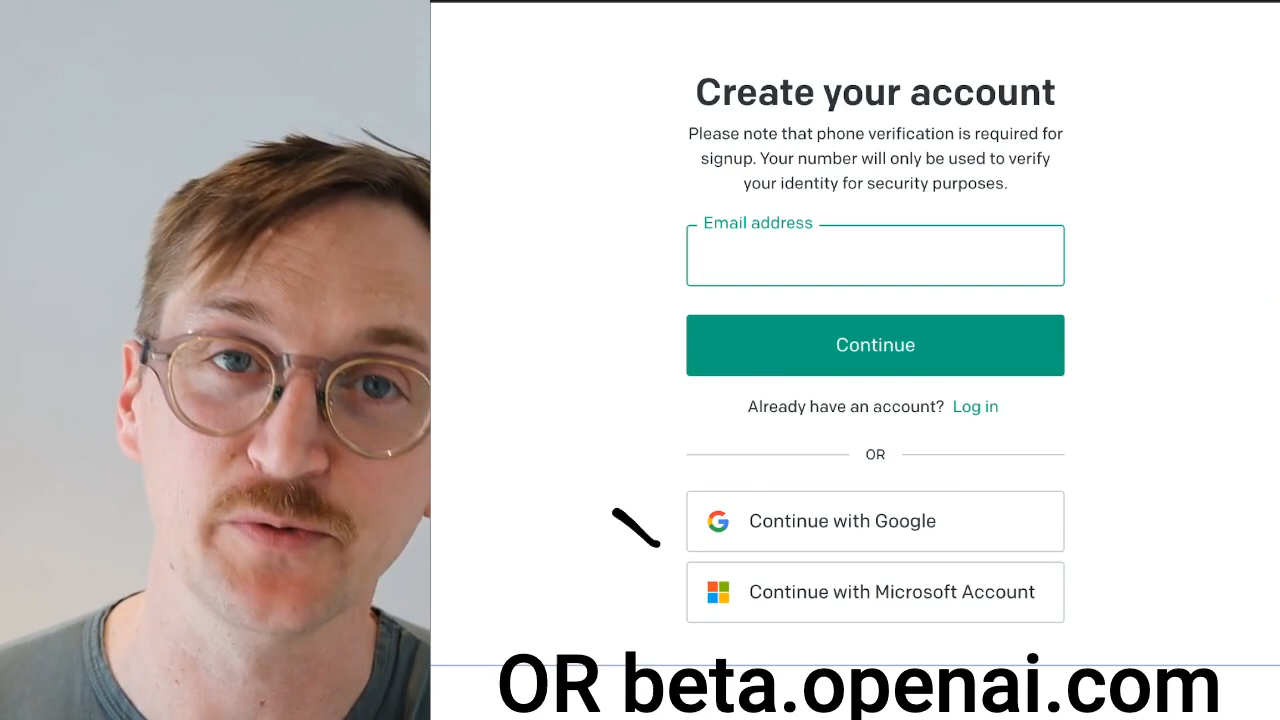 Create your account
Please note that phone verification is required for
signup. Your number will only be used to verify
your identity for security purposes.
Email address
Continue
Already have an account? Log in
OR
Continue with Google
Continue with Microsoft Account
OR beta.openai.com